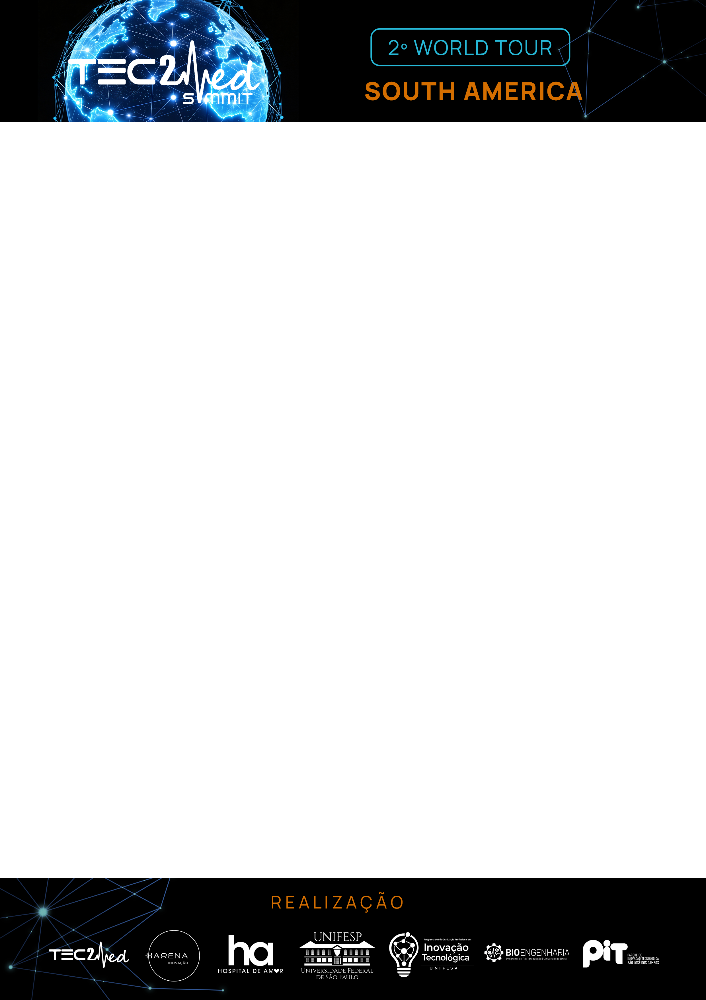 TEC2Med
SUMMIT
2º WORLD TOUR
SOUTH AMERICA
REALIZAÇÃO
TEC2Med
HARENA
INOVAÇÃO
ha
HOSPITAL DE AMOR
UNIFESP
UNIVERSIDADE FEDERAL
DE SÃO PAULO
Programa de Pós-Graduação Profissional em
Inovação
Tecnológica
UNIFESP
BIOENGENHARIA
Programa de Pós-graduação | Universidade Brasil
PiT
PARQUE DE
INOVAÇÃO TECNOLÓGICA
SÃO JOSÉ DOS CAMPOS